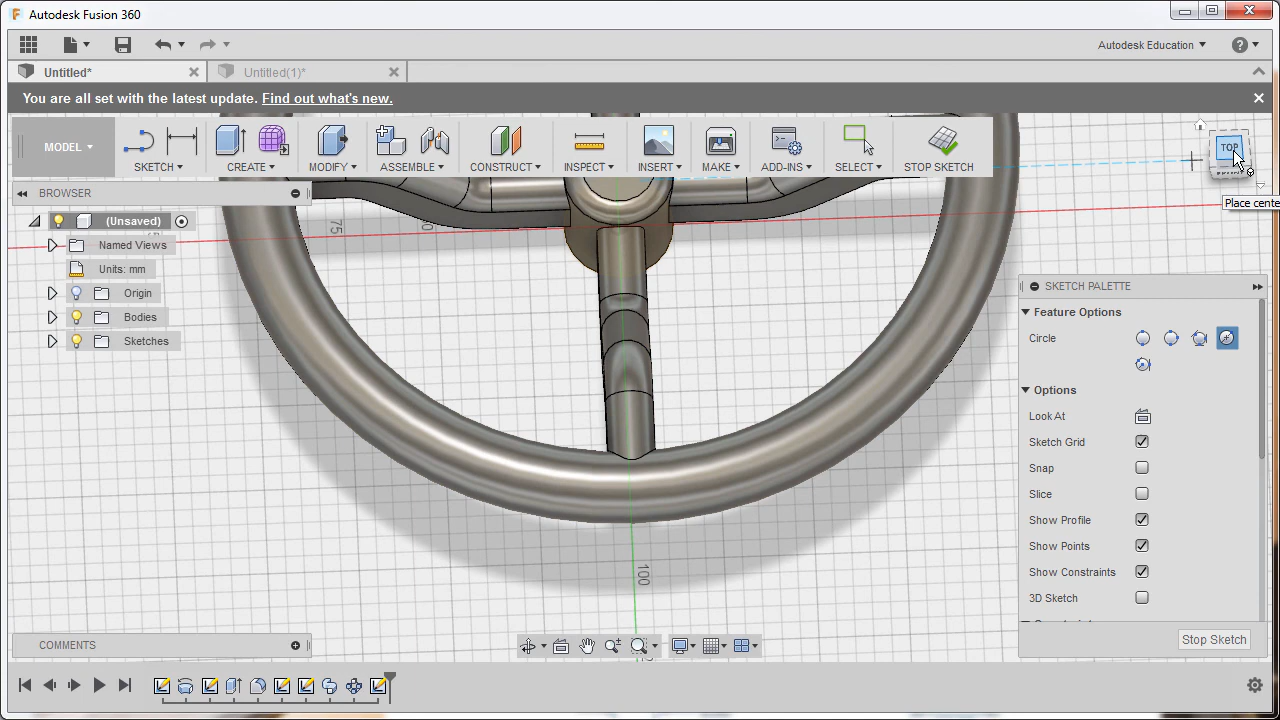 Autodesk Fusion 360
Autodesk Education
Untitled*
Untitled(1)*
You are all set with the latest update. Find out what's new.
MODEL
SKETCH
CREATE
MODIFY
ASSEMBLE
CONSTRUCT
INSPECT
INSERT
MAKE
ADD-INS
SELECT
STOP SKETCH
TOP
Place cente
BROWSER
(Unsaved)
Named Views
Units: mm
Origin
Bodies
Sketches
75
100
SKETCH PALETTE
Feature Options
Circle
Options
Look At
Sketch Grid
Snap
Slice
Show Profile
Show Points
Show Constraints
3D Sketch
Stop Sketch
COMMENTS